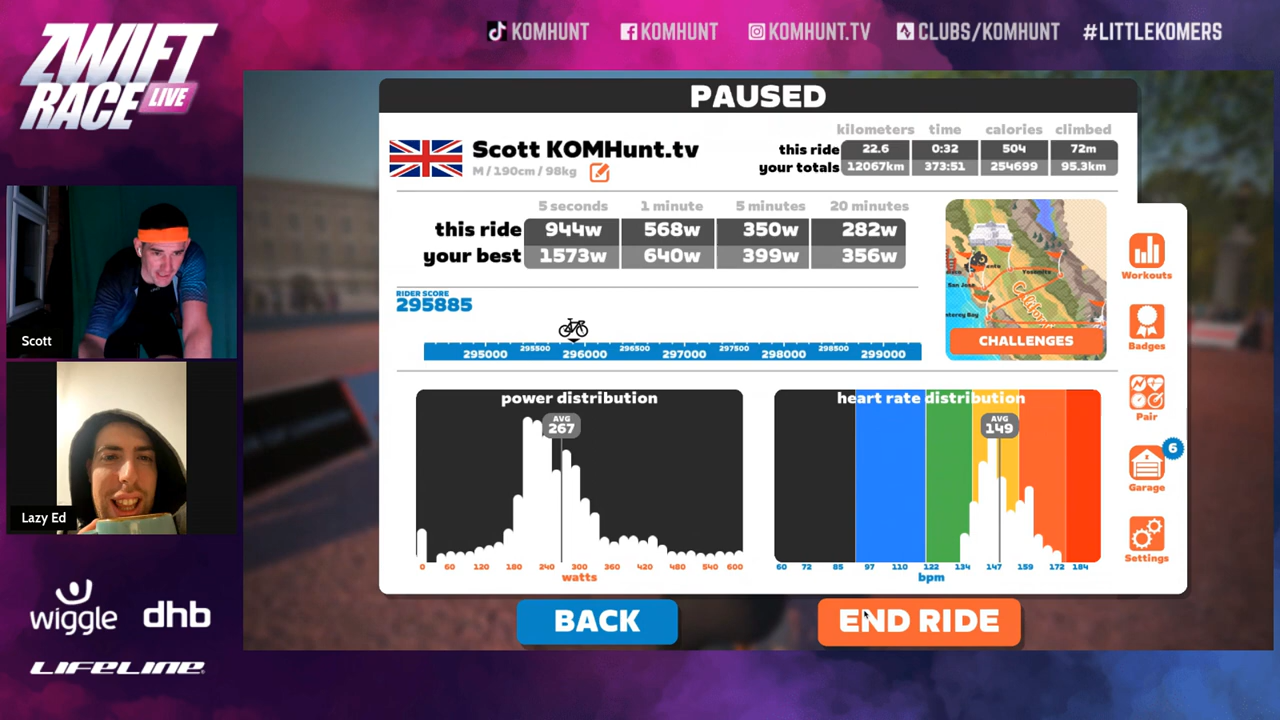 ZWIFT
RACE LIVE
KOMHUNT
KOMHUNT
KOMHUNT.TV
CLUBS/KOMHUNT
#LITTLEKOMERS
PAUSED
Scott KOMHunt.tv
M / 190cm / 98kg
kilometers time calories climbed
this ride 22.6 0:32 504 72m
your totals 12067km 373:51 254699 95.3km
5 seconds 1 minute 5 minutes 20 minutes
this ride 944w 568w 350w 282w
your best 1573w 640w 399w 356w
RIDER SCORE
295885
295000 295500 296000 296500 297000 297500 298000 298500 299000
Yosemite
San Jose
California
CHALLENGES
Workouts
Badges
Pair
6
Garage
Settings
power distribution
AVG
267
0 60 120 180 240 300 360 420 480 540 600
watts
heart rate distribution
AVG
149
60 72 85 97 110 122 134 147 159 172 184
bpm
BACK
END RIDE
Scott
Lazy Ed
wiggle dhb
LIFELINE